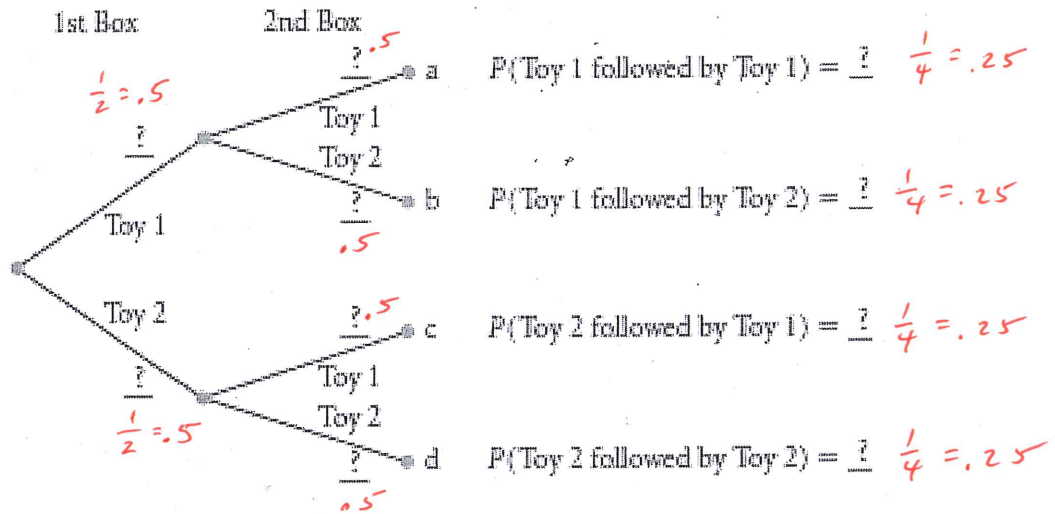 1st Box 2nd Box
? .5
a P(Toy 1 followed by Toy 1) = ? 1/4 = .25
1/2 = .5
?
Toy 1
Toy 2
b P(Toy 1 followed by Toy 2) = ? 1/4 = .25
?
.5
Toy 1
Toy 2
? .5
c P(Toy 2 followed by Toy 1) = ? 1/4 = .25
?
1/2 = .5
Toy 1
Toy 2
d P(Toy 2 followed by Toy 2) = ? 1/4 = .25
?
.5